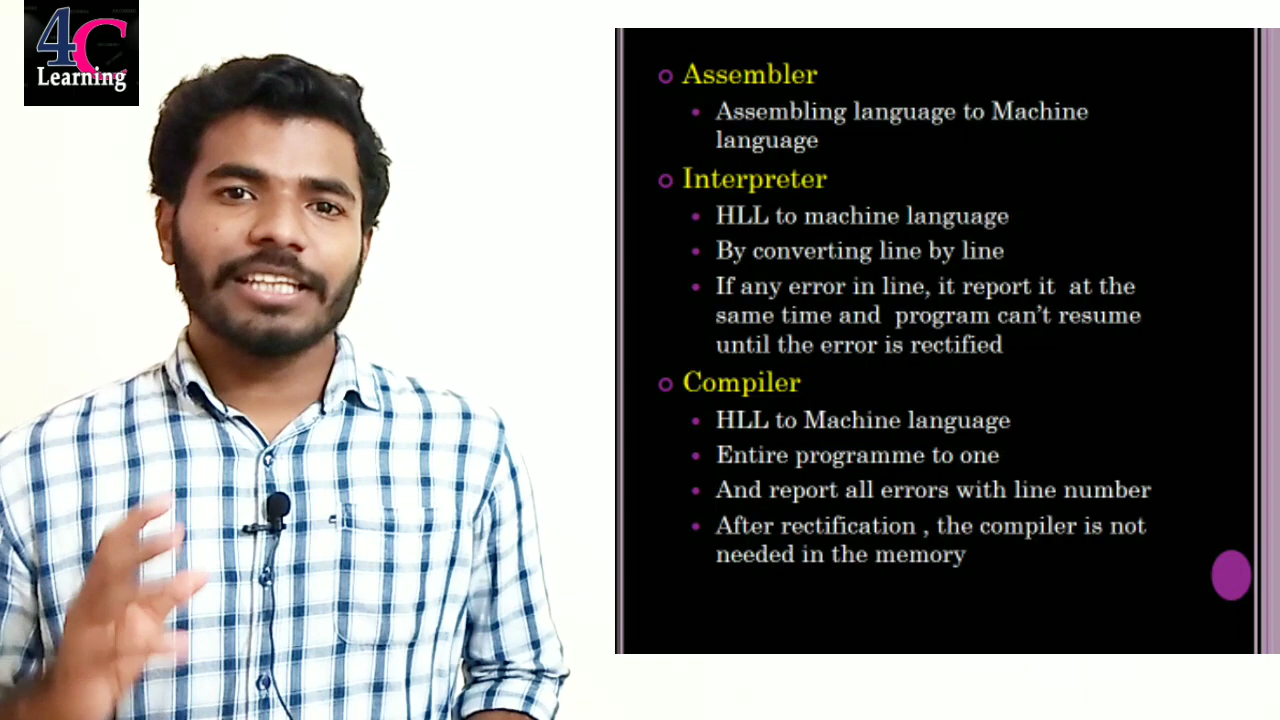 4C
Learning
Assembler
Assembling language to Machine
language
Interpreter
HLL to machine language
By converting line by line
If any error in line, it report it at the
same time and program can't resume
until the error is rectified
Compiler
HLL to Machine language
Entire programme to one
And report all errors with line number
After rectification , the compiler is not
needed in the memory